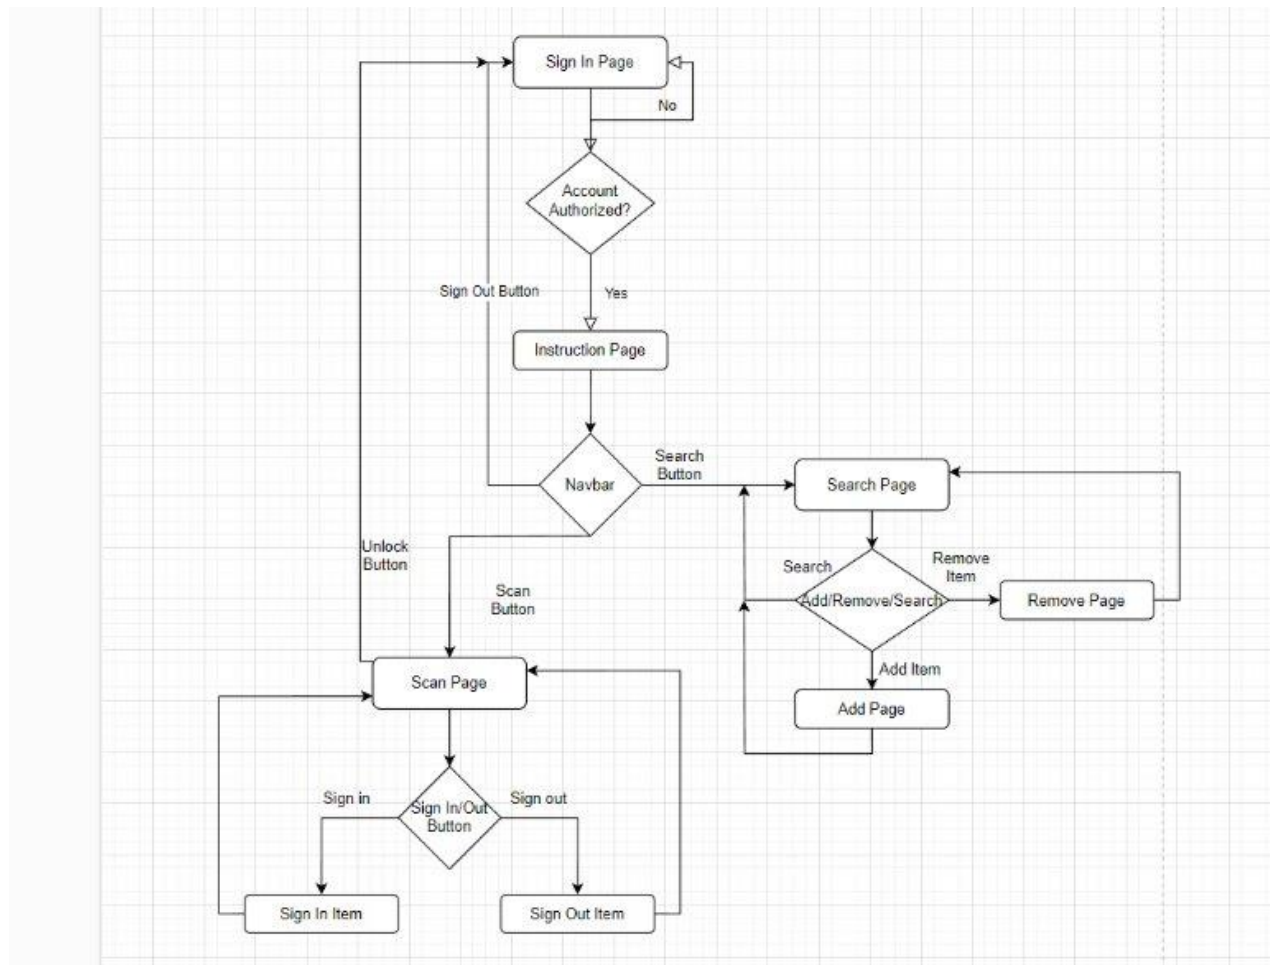 Sign In Page
No
Account
Authorized?
Sign Out Button
Yes
Instruction Page
Search
Button
Navbar
Search Page
Unlock
Button
Search
Remove
Item
Scan
Button
Add/Remove/Search
Remove Page
Add Item
Scan Page
Add Page
Sign in
Sign out
Sign In/Out
Button
Sign In Item
Sign Out Item